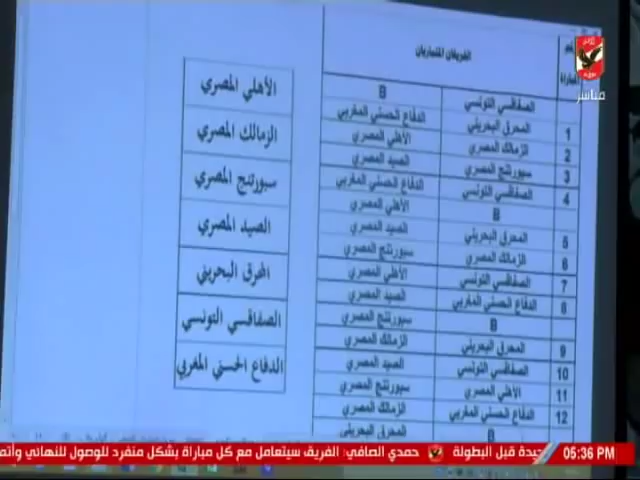 مباشر
رقم المباراة الفريقان المتباريان
الصفاقسي التونسي B
1 المحرق البحريني الدفاع الحسني المغربي
2 الزمالك المصري الأهلي المصري
3 سبورتنج المصري الصيد المصري
4 الصفاقسي التونسي الدفاع الحسني المغربي
B الأهلي المصري
5 المحرق البحريني الصيد المصري
6 الزمالك المصري سبورتنج المصري
7 الصفاقسي التونسي الأهلي المصري
8 الدفاع الحسني المغربي الصيد المصري
B سبورتنج المصري
9 المحرق البحريني الزمالك المصري
10 الصفاقسي التونسي الصيد المصري
11 الأهلي المصري سبورتنج المصري
12 الدفاع الحسني المغربي الزمالك المصري
B المحرق البحريني
الأهلي المصري
الزمالك المصري
سبورتنج المصري
الصيد المصري
المحرق البحريني
الصفاقسي التونسي
الدفاع الحسني المغربي
05:36 PM
جيدة قبل البطولة حمدي الصافي: الفريق سيتعامل مع كل مباراة بشكل منفرد للوصول للنهائي وأتم